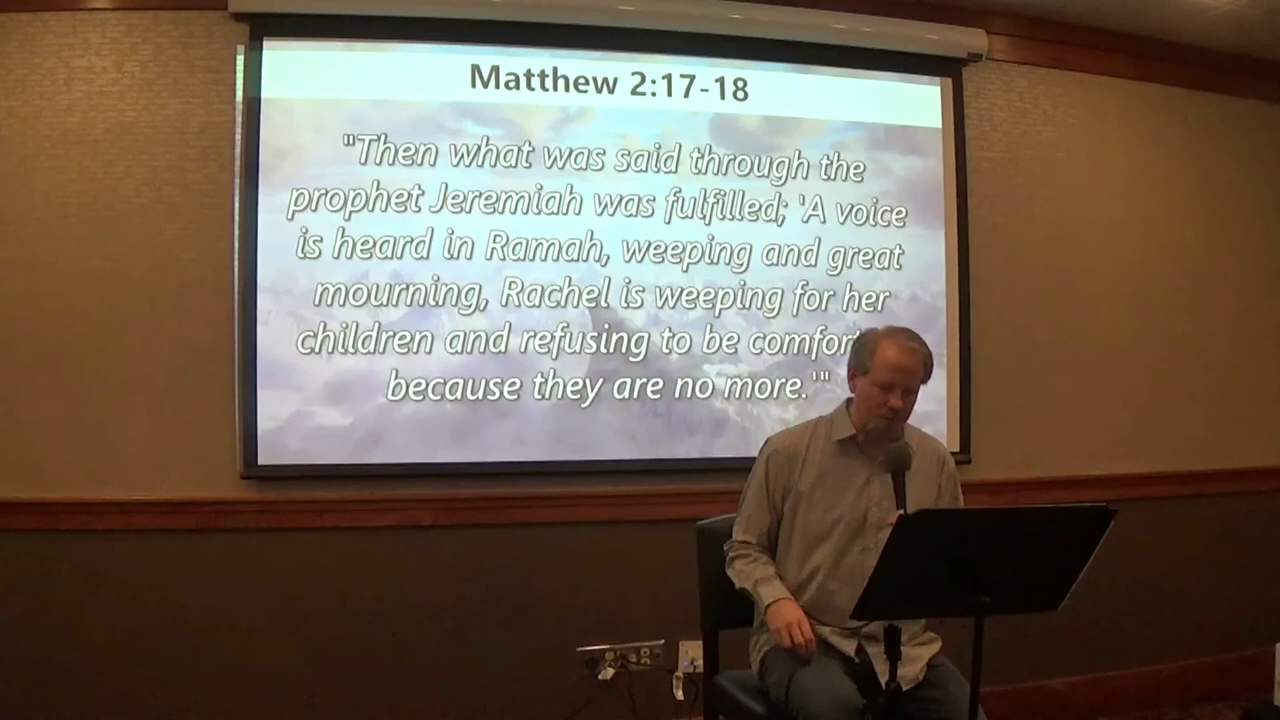 Matthew 2:17-18
"Then what was said through the
prophet Jeremiah was fulfilled; 'A voice
is heard in Ramah, weeping and great
mourning, Rachel is weeping for her
children and refusing to be
because they are no more.'"